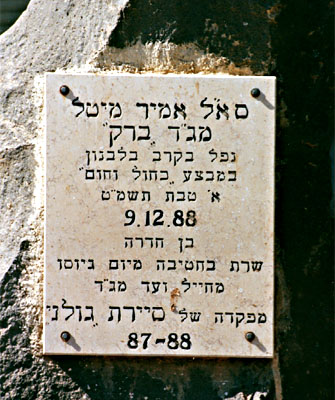 סא"ל אמיר מיטל
מג"ד "ברק"
נפל בקרב בלבנון
במבצע "כחול וחום"
א' טבת תשמ"ט
9.12.88
בן חדרה
שרת בחטיבה מיום גיוסו
מחייל ועד מג"ד
מפקדה של סיירת "גולני"
87-88